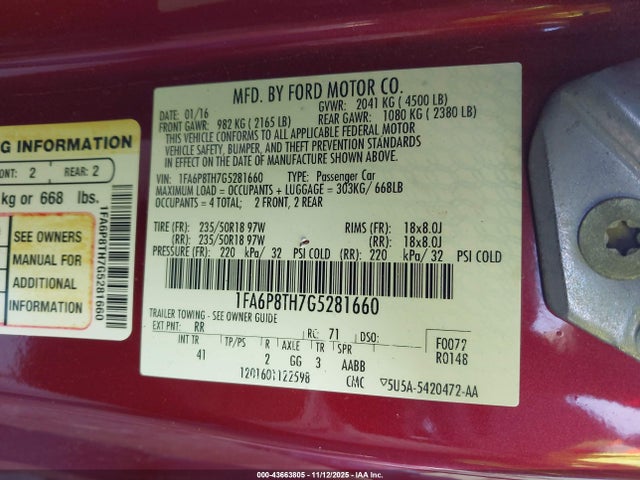 NG INFORMATION
ONT: 2 REAR: 2
kg or 668 lbs.
SEE OWNERS
MANUAL FOR
ADDITIONAL
INFORMATION
1FA6P8TH7G5281660
MFD. BY FORD MOTOR CO.
DATE: 01/16 GVWR: 2041 KG ( 4500 LB)
FRONT GAWR: 982 KG ( 2165 LB) REAR GAWR: 1080 KG ( 2380 LB)
THIS VEHICLE CONFORMS TO ALL APPLICABLE FEDERAL MOTOR
VEHICLE SAFETY, BUMPER, AND THEFT PREVENTION STANDARDS
IN EFFECT ON THE DATE OF MANUFACTURE SHOWN ABOVE.
VIN: 1FA6P8TH7G5281660 TYPE: Passenger Car
MAXIMUM LOAD = OCCUPANTS + LUGGAGE = 303KG/ 668LB
OCCUPANTS = 4 TOTAL; 2 FRONT, 2 REAR
TIRE (FR): 235/50R18 97W RIMS (FR): 18x8.0J
(RR): 235/50R18 97W (RR): 18x8.0J
PRESSURE (FR): 220 kPa/ 32 PSI COLD (RR): 220 kPa/ 32 PSI COLD
1FA6P8TH7G5281660
TRAILER TOWING - SEE OWNER GUIDE
EXT PNT: RR RC: 71 DSO: F0072
INT TR TP/PS R AXLE TR SPR R0148
41 2 GG 3 AABB
1201601122598 CMC ▽5U5A-5420472-AA
000-43663805 - 11/12/2025 - IAA Inc.